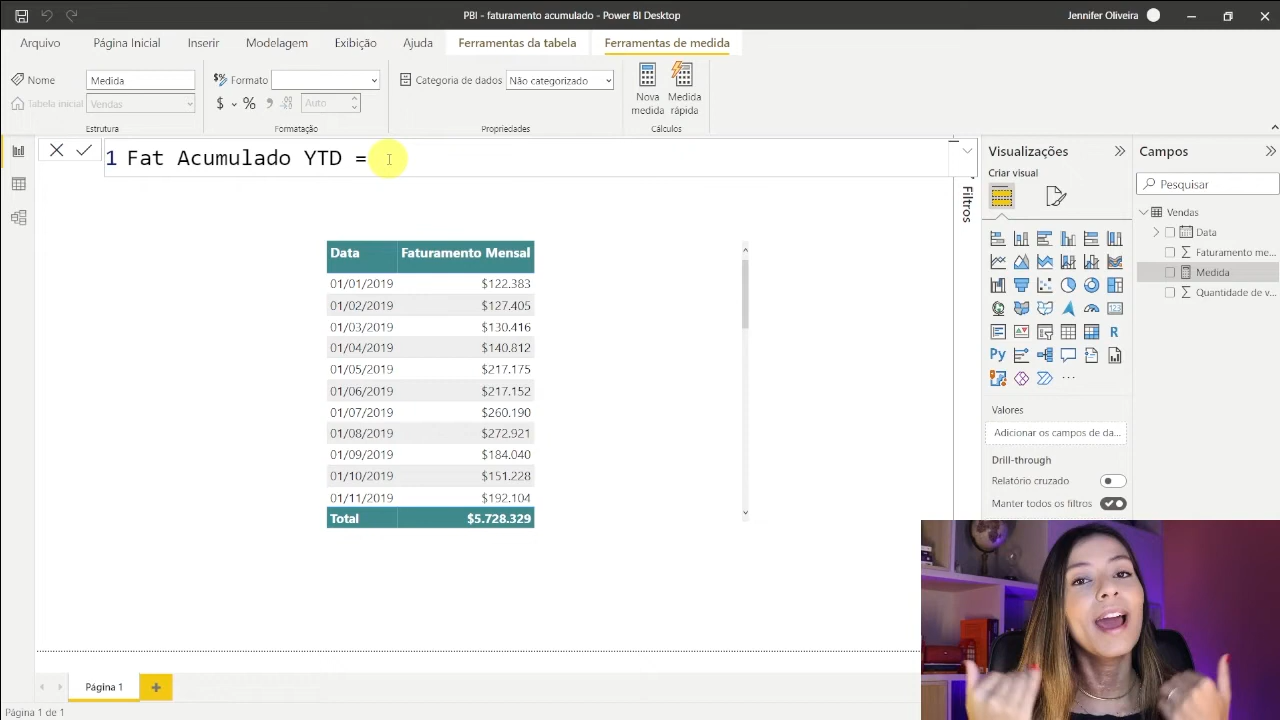 PBI - faturamento acumulado - Power BI Desktop
Jennifer Oliveira
Arquivo
Página Inicial
Inserir
Modelagem
Exibição
Ajuda
Ferramentas da tabela
Ferramentas de medida
Nome
Medida
Tabela inicial
Vendas
Estrutura
Formato
$ % Auto
Formatação
Categoria de dados
Não categorizado
Propriedades
Nova medida
Medida rápida
Cálculos
1 Fat Acumulado YTD =
Filtros
Visualizações
Criar visual
R
Py
Valores
Adicionar os campos de da...
Drill-through
Relatório cruzado
Manter todos os filtros
Campos
Pesquisar
Vendas
Data
Faturamento me...
Medida
Quantidade de v...
Data Faturamento Mensal
01/01/2019 $122.383
01/02/2019 $127.405
01/03/2019 $130.416
01/04/2019 $140.812
01/05/2019 $217.175
01/06/2019 $217.152
01/07/2019 $260.190
01/08/2019 $272.921
01/09/2019 $184.040
01/10/2019 $151.228
01/11/2019 $192.104
Total $5.728.329
Página 1
Página 1 de 1